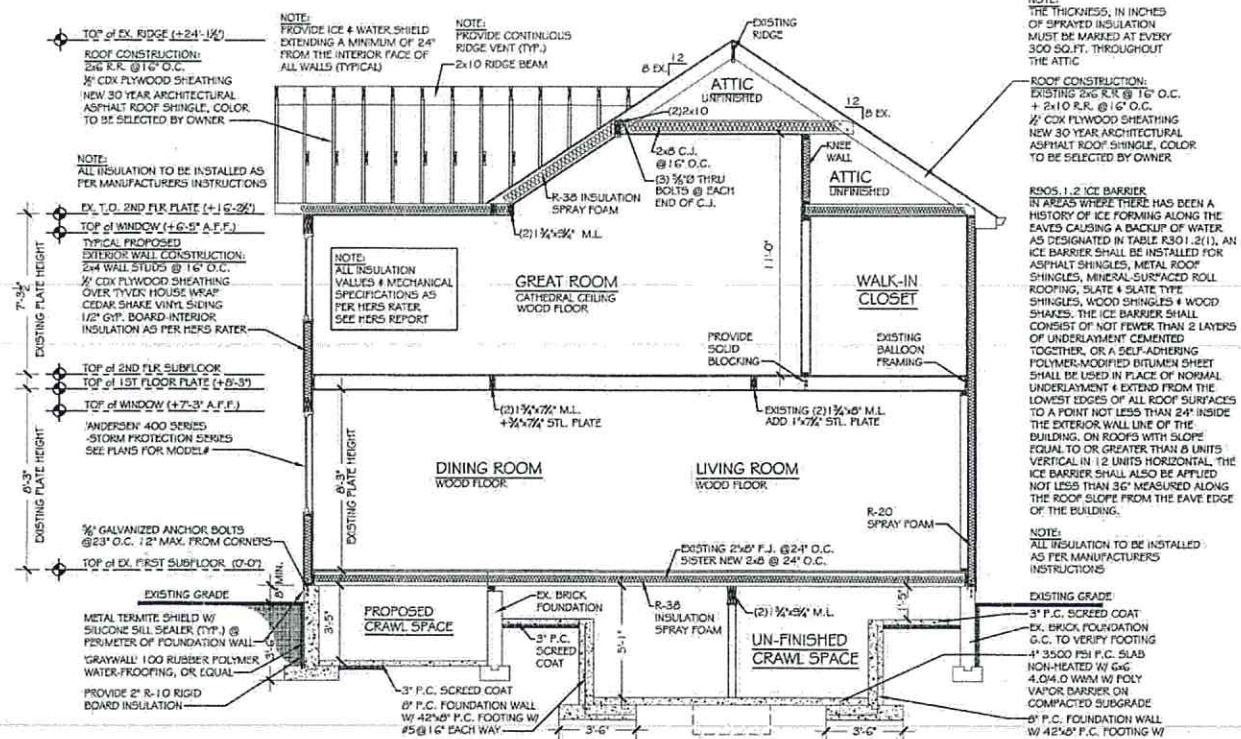 TOP of EX. RIDGE (+24'-1½")
ROOF CONSTRUCTION:
2x6 R.R. @16" O.C.
½" CDX PLYWOOD SHEATHING
NEW 30 YEAR ARCHITECTURAL
ASPHALT ROOF SHINGLE, COLOR
TO BE SELECTED BY OWNER
NOTE:
ALL INSULATION TO BE INSTALLED AS
PER MANUFACTURERS INSTRUCTIONS
EX. T.O. 2ND FLR PLATE
TOP of WINDOW (+6'-5" A.F.F.)
TYPICAL PROPOSED
EXTERIOR WALL CONSTRUCTION:
2x4 WALL STUDS @ 16" O.C.
½" CDX PLYWOOD SHEATHING
OVER TYVEK HOUSE WRAP
CEDAR SHAKE VINYL SIDING
1/2" GYP. BOARD-INTERIOR
INSULATION AS PER HERS RATER
7'-3½"
EXISTING PLATE HEIGHT
TOP of 2ND FLR SUBFLOOR
TOP of 1ST FLOOR PLATE (+8'-3")
TOP of WINDOW (+7'-3" A.F.F.)
'ANDERSEN' 400 SERIES
-STORM PROTECTION SERIES
SEE PLANS FOR MODEL#
8'-3"
EXISTING PLATE HEIGHT
⅝" GALVANIZED ANCHOR BOLTS
@23" O.C. 12" MAX. FROM CORNERS
TOP of EX. FIRST SUBFLOOR (0'-0")
8" MIN.
EXISTING GRADE
METAL TERMITE SHIELD W/
SILICONE SILL SEALER (TYP.) @
PERIMETER OF FOUNDATION WALL
'GRAYWALL' 100 RUBBER POLYMER
WATER-PROOFING, OR EQUAL
PROVIDE 2" R-10 RIGID
BOARD INSULATION
3'-6"
NOTE:
PROVIDE ICE & WATER SHIELD
EXTENDING A MINIMUM OF 24"
FROM THE INTERIOR FACE OF
ALL WALLS (TYPICAL)
NOTE:
PROVIDE CONTINUOUS
RIDGE VENT (TYP.)
2x10 RIDGE BEAM
EXISTING
RIDGE
12
8 EX.
12
8 EX.
ATTIC
UNFINISHED
(2)2x10
2x8 C.J.
@16" O.C.
(3) ⅝"Ø THRU
BOLTS @ EACH
END OF C.J.
KNEE
WALL
ATTIC
UNFINISHED
R-38 INSULATION
SPRAY FOAM
(2)1¾"x9¼" M.L.
NOTE:
ALL INSULATION
VALUES & MECHANICAL
SPECIFICATIONS AS
PER HERS RATER
SEE HERS REPORT
GREAT ROOM
CATHEDRAL CEILING
WOOD FLOOR
11'-0"
WALK-IN
CLOSET
PROVIDE
SOLID
BLOCKING
EXISTING
BALLOON
FRAMING
(2)1¾"x7¼" M.L.
+¾"x7¼" STL. PLATE
EXISTING (2)1¾"x8" M.L.
ADD 1"x7¼" STL. PLATE
8'-3"
EXISTING PLATE HEIGHT
DINING ROOM
WOOD FLOOR
LIVING ROOM
WOOD FLOOR
R-20
SPRAY FOAM
EXISTING 2"x8" F.J. @24" O.C.
SISTER NEW 2x8 @ 24" O.C.
PROPOSED
CRAWL SPACE
3'-5"
EX. BRICK
FOUNDATION
3" P.C.
SCREED
COAT
R-38
INSULATION
SPRAY FOAM
5'-1"
(2)1¾"x9¼" M.L.
UN-FINISHED
CRAWL SPACE
1'-5"
3" P.C. SCREED COAT
8" P.C. FOUNDATION WALL
W/ 42"x8" P.C. FOOTING W/
#5@16" EACH WAY
3'-6"
3'-6"
NOTE:
THE THICKNESS, IN INCHES
OF SPRAYED INSULATION
MUST BE MARKED AT EVERY
300 SQ.FT. THROUGHOUT
THE ATTIC
ROOF CONSTRUCTION:
EXISTING 2x6 R.R @ 16" O.C.
+ 2x10 R.R. @16" O.C.
½" CDX PLYWOOD SHEATHING
NEW 30 YEAR ARCHITECTURAL
ASPHALT ROOF SHINGLE, COLOR
TO BE SELECTED BY OWNER
R905.1.2 ICE BARRIER
IN AREAS WHERE THERE HAS BEEN A
HISTORY OF ICE FORMING ALONG THE
EAVES CAUSING A BACKUP OF WATER
AS DESIGNATED IN TABLE R301.2(1), AN
ICE BARRIER SHALL BE INSTALLED FOR
ASPHALT SHINGLES, METAL ROOF
SHINGLES, MINERAL-SURFACED ROLL
ROOFING, SLATE & SLATE TYPE
SHINGLES, WOOD SHINGLES & WOOD
SHAKES. THE ICE BARRIER SHALL
CONSIST OF NOT FEWER THAN 2 LAYERS
OF UNDERLAYMENT CEMENTED
TOGETHER, OR A SELF-ADHERING
POLYMER-MODIFIED BITUMEN SHEET
SHALL BE USED IN PLACE OF NORMAL
UNDERLAYMENT & EXTEND FROM THE
LOWEST EDGES OF ALL ROOF SURFACES
TO A POINT NOT LESS THAN 24" INSIDE
THE EXTERIOR WALL LINE OF THE
BUILDING. ON ROOFS WITH SLOPE
EQUAL TO OR GREATER THAN 8 UNITS
VERTICAL IN 12 UNITS HORIZONTAL, THE
ICE BARRIER SHALL ALSO BE APPLIED
NOT LESS THAN 36" MEASURED ALONG
THE ROOF SLOPE FROM THE EAVE EDGE
OF THE BUILDING.
NOTE:
ALL INSULATION TO BE INSTALLED
AS PER MANUFACTURERS
INSTRUCTIONS
EXISTING GRADE
3" P.C. SCREED COAT
EX. BRICK FOUNDATION
G.C. TO VERIFY FOOTING
4" 3500 PSI P.C. SLAB
NON-HEATED W/ 6x6
4.0/4.0 WWM W/ POLY
VAPOR BARRIER ON
COMPACTED SUBGRADE
8" P.C. FOUNDATION WALL
W/ 42"x8" P.C. FOOTING W/